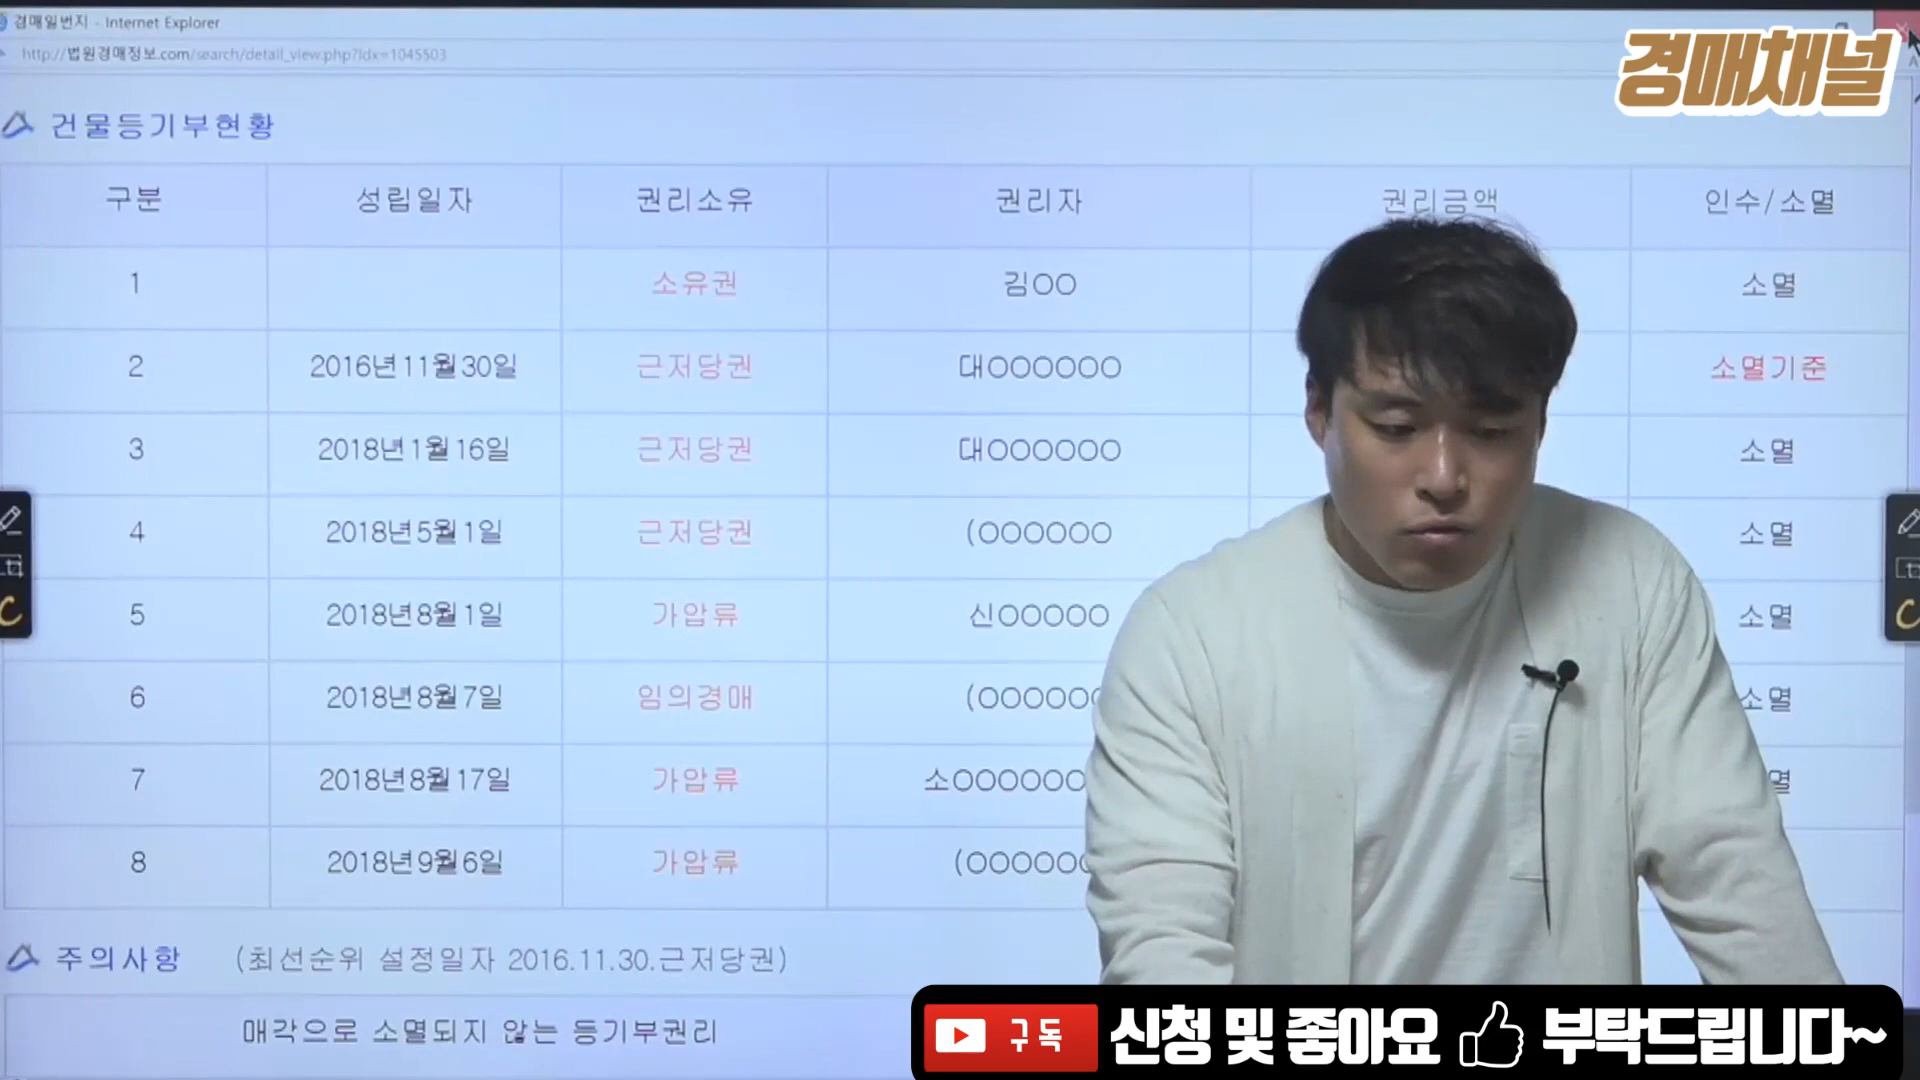 경매일번지 - Internet Explorer
http://법원경매정보.com/search/detail_view.php?idx=1045503
경매채널
건물등기부현황
구분 성립일자 권리소유 권리자 권리금액 인수/소멸
1 소유권 김OO 소멸
2 2016년11월30일 근저당권 대OOOOOO 소멸기준
3 2018년1월16일 근저당권 대OOOOOO 소멸
4 2018년5월1일 근저당권 (OOOOOO 소멸
5 2018년8월1일 가압류 신OOOOO 소멸
6 2018년8월7일 임의경매 (OOOOO 소멸
7 2018년8월17일 가압류 소OOOOOO 멸
8 2018년9월6일 가압류 (OOOOO
주의사항 (최선순위 설정일자 2016.11.30.근저당권)
매각으로 소멸되지 않는 등기부권리
구독 신청 및 좋아요 부탁드립니다~